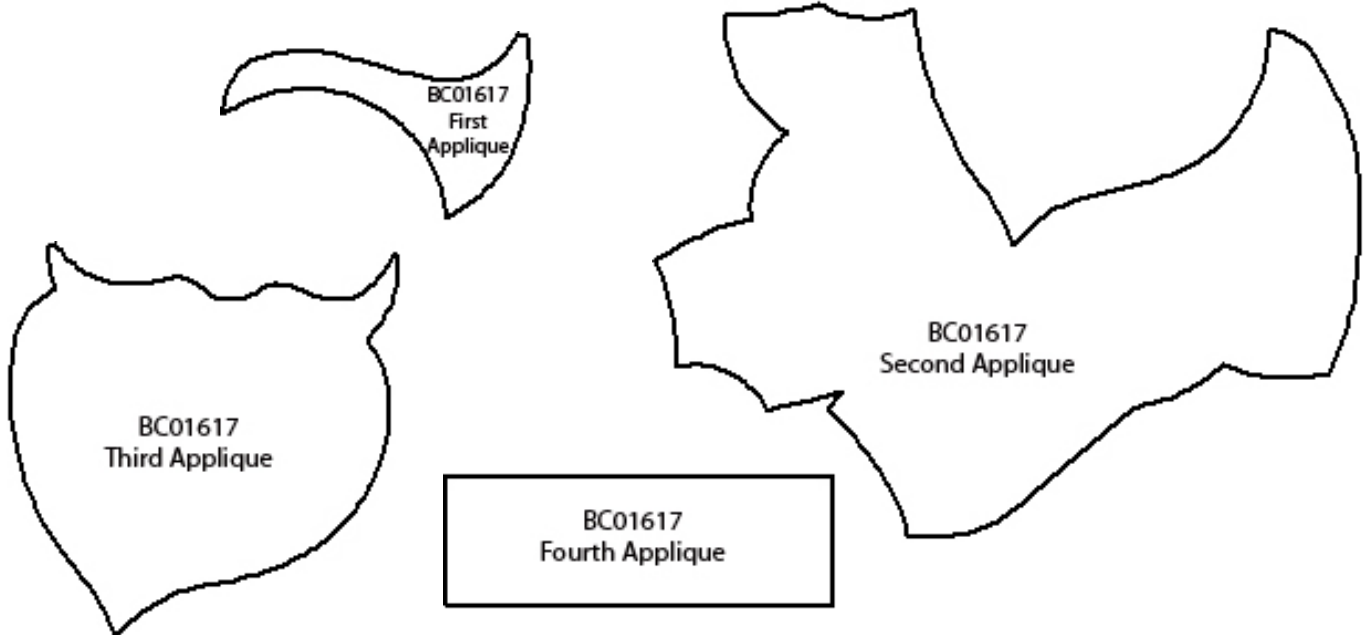 BC01617
First
Applique
BC01617
Second Applique
BC01617
Third Applique
BC01617
Fourth Applique